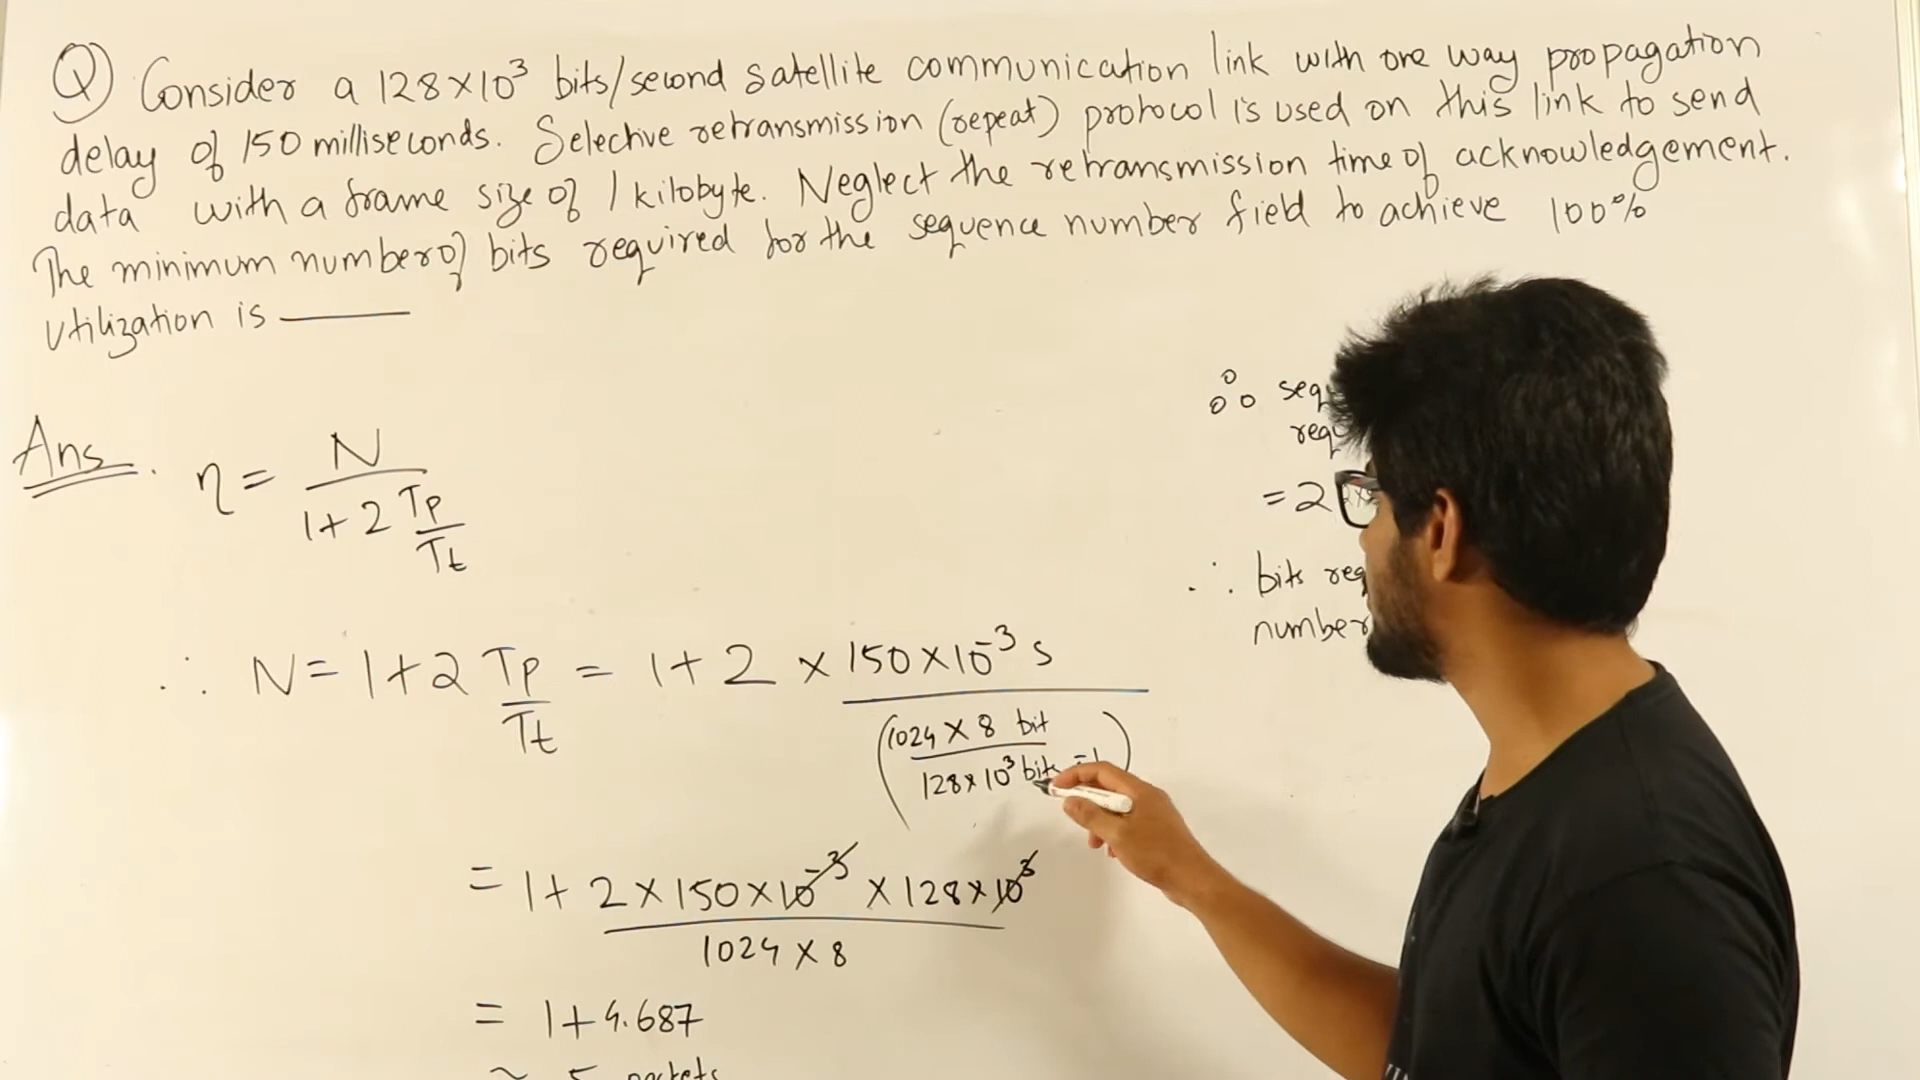 Q Consider a 128×10³ bits/second satellite communication link with one way propagation
delay of 150 milliseconds. Selective retransmission (repeat) protocol is used on this link to send
data with a frame size of 1 kilobyte. Neglect the retransmission time of acknowledgement.
The minimum number of bits required for the sequence number field to achieve 100%
utilization is ____
Ans.
η = N / (1 + 2 Tp/Tt)
∴ N = 1 + 2 Tp/Tt = 1 + 2 × 150×10⁻³ s
(1024 × 8 bit / 128×10³ bits⁻¹)
= 1 + 2×150×10⁻³ × 128×10³
1024 × 8
= 1 + 4.687
≈ 5 packets
∴ bits
number
= 2